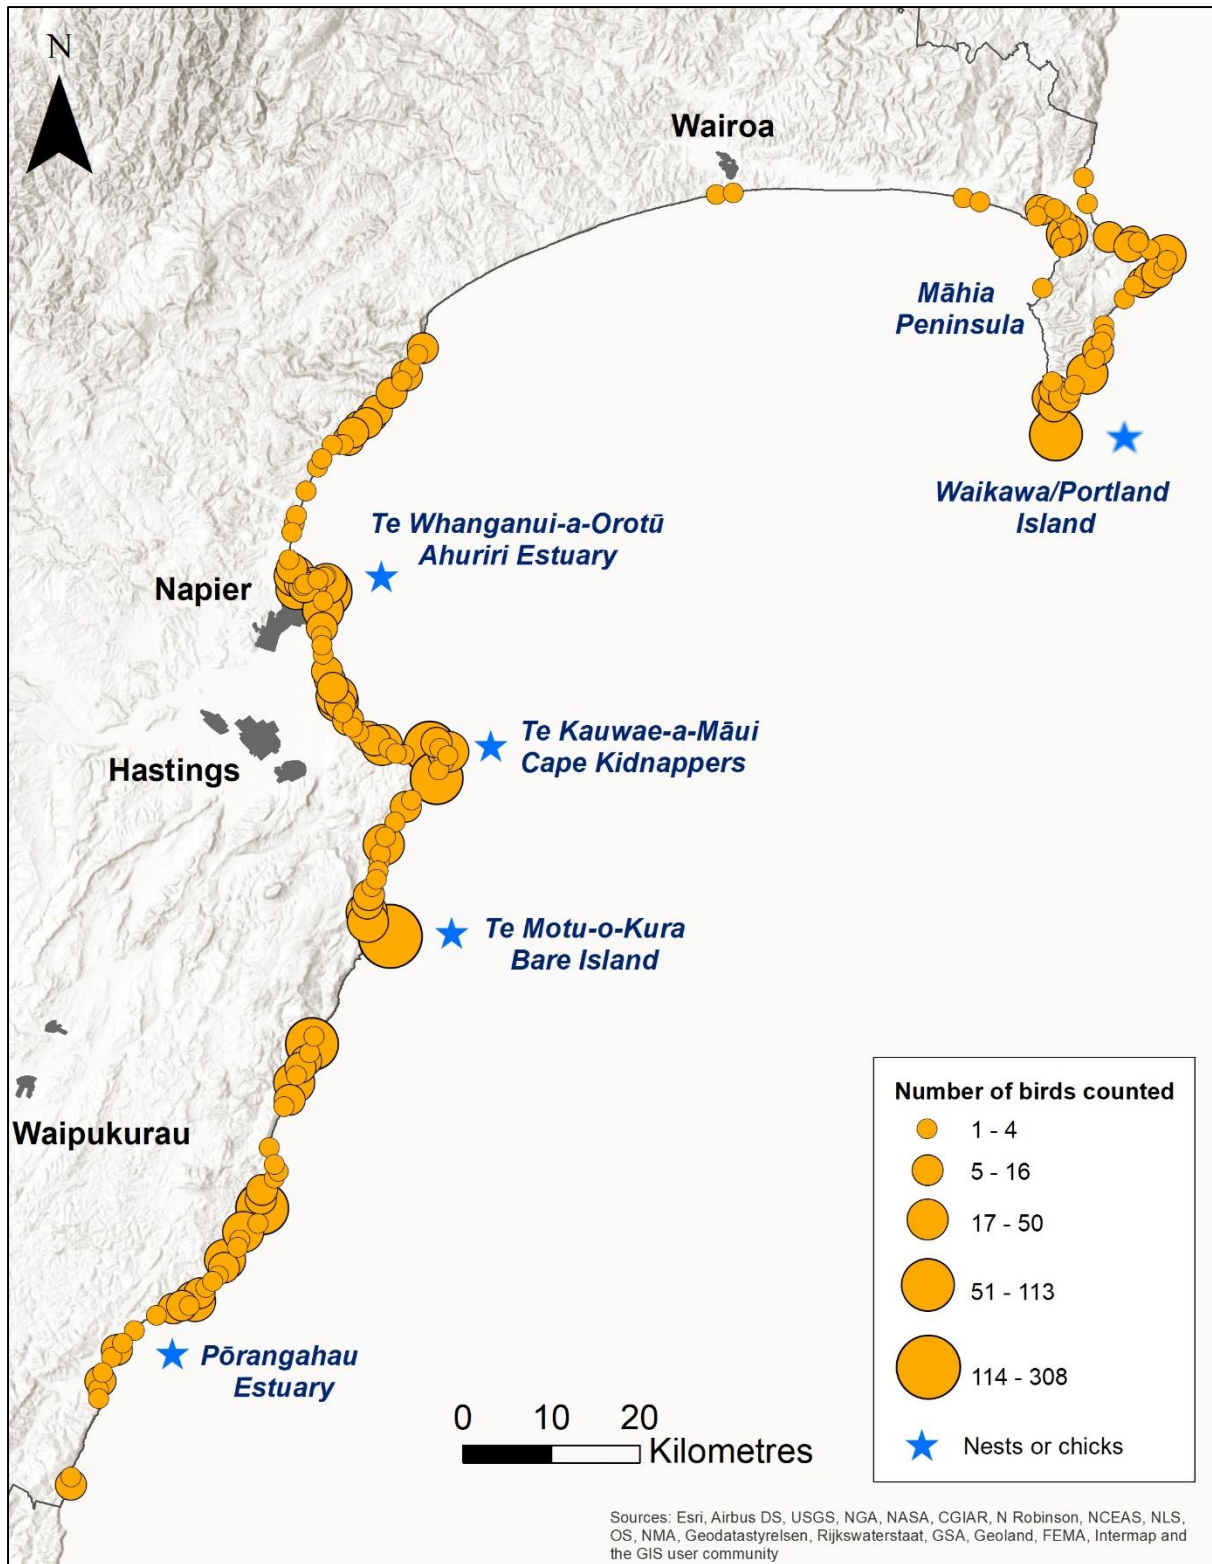 N
Wairoa
Māhia
Peninsula
Waikawa/Portland
Island
Te Whanganui-a-Orotū
Ahuriri Estuary
Napier
Te Kauwae-a-Māui
Cape Kidnappers
Hastings
Te Motu-o-Kura
Bare Island
Waipukurau
Pōrangahau
Estuary
0 10 20
Kilometres
Number of birds counted
1 - 4
5 - 16
17 - 50
51 - 113
114 - 308
Nests or chicks
Sources: Esri, Airbus DS, USGS, NGA, NASA, CGIAR, N Robinson, NCEAS, NLS,
OS, NMA, Geodatastyrelsen, Rijkswaterstaat, GSA, Geoland, FEMA, Intermap and
the GIS user community